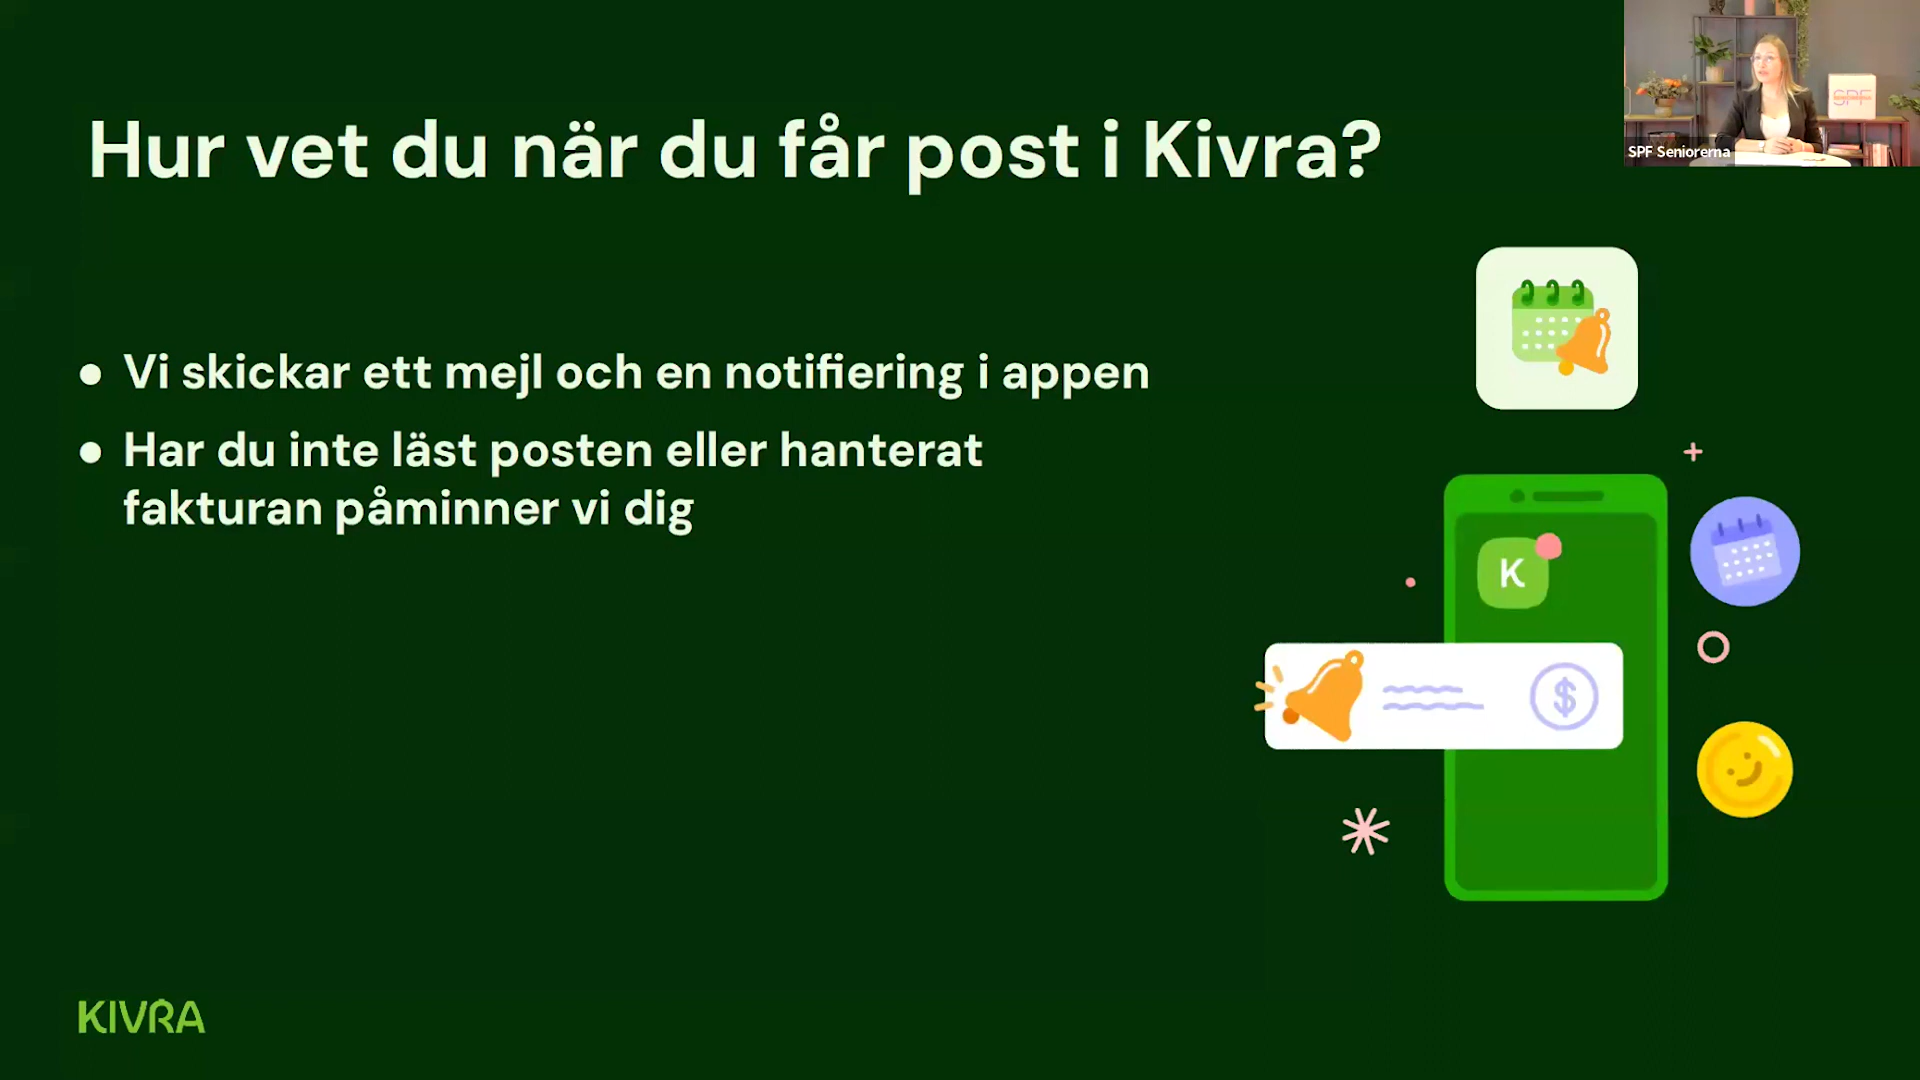 Hur vet du när du får post i Kivra?
SPF
SPF Seniorerna
● Vi skickar ett mejl och en notifiering i appen
● Har du inte läst posten eller hanterat
fakturan påminner vi dig
K
$
KIVRA